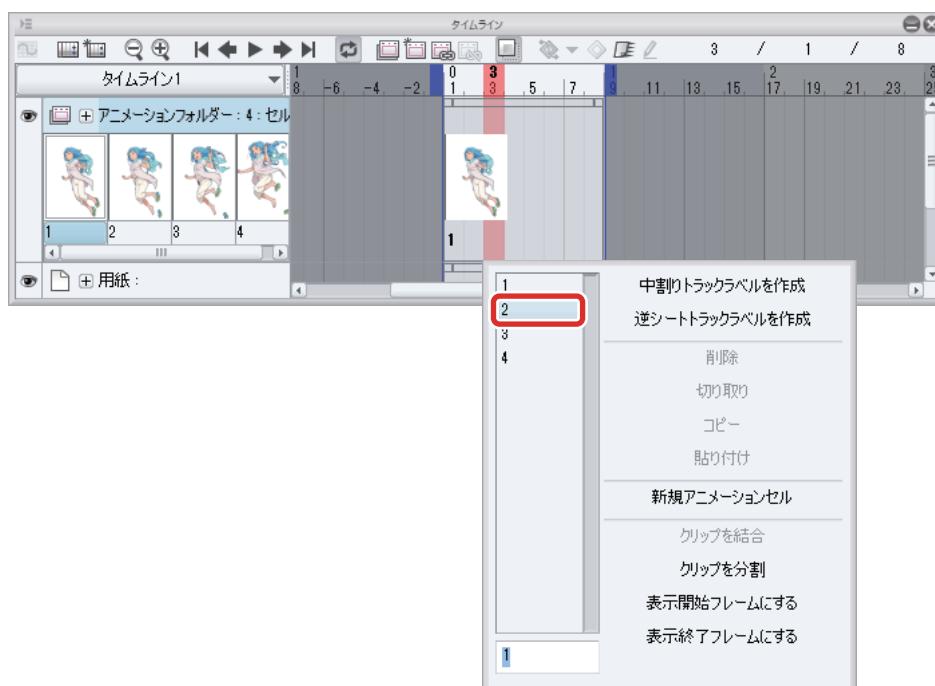 タイムライン
3 / 1 / 8
タイムライン1
1 0 3 1 2 3
8, -6, -4, -2, 1, 3, ,5, 7, 9, ,11, 13, ,15, 17, 19, 21, 23,
アニメーションフォルダー : 4 : セル
1 2 3 4
1
用紙 :
1
2
3
4
1
中割りトラックラベルを作成
逆シートトラックラベルを作成
削除
切り取り
コピー
貼り付け
新規アニメーションセル
クリップを結合
クリップを分割
表示開始フレームにする
表示終了フレームにする